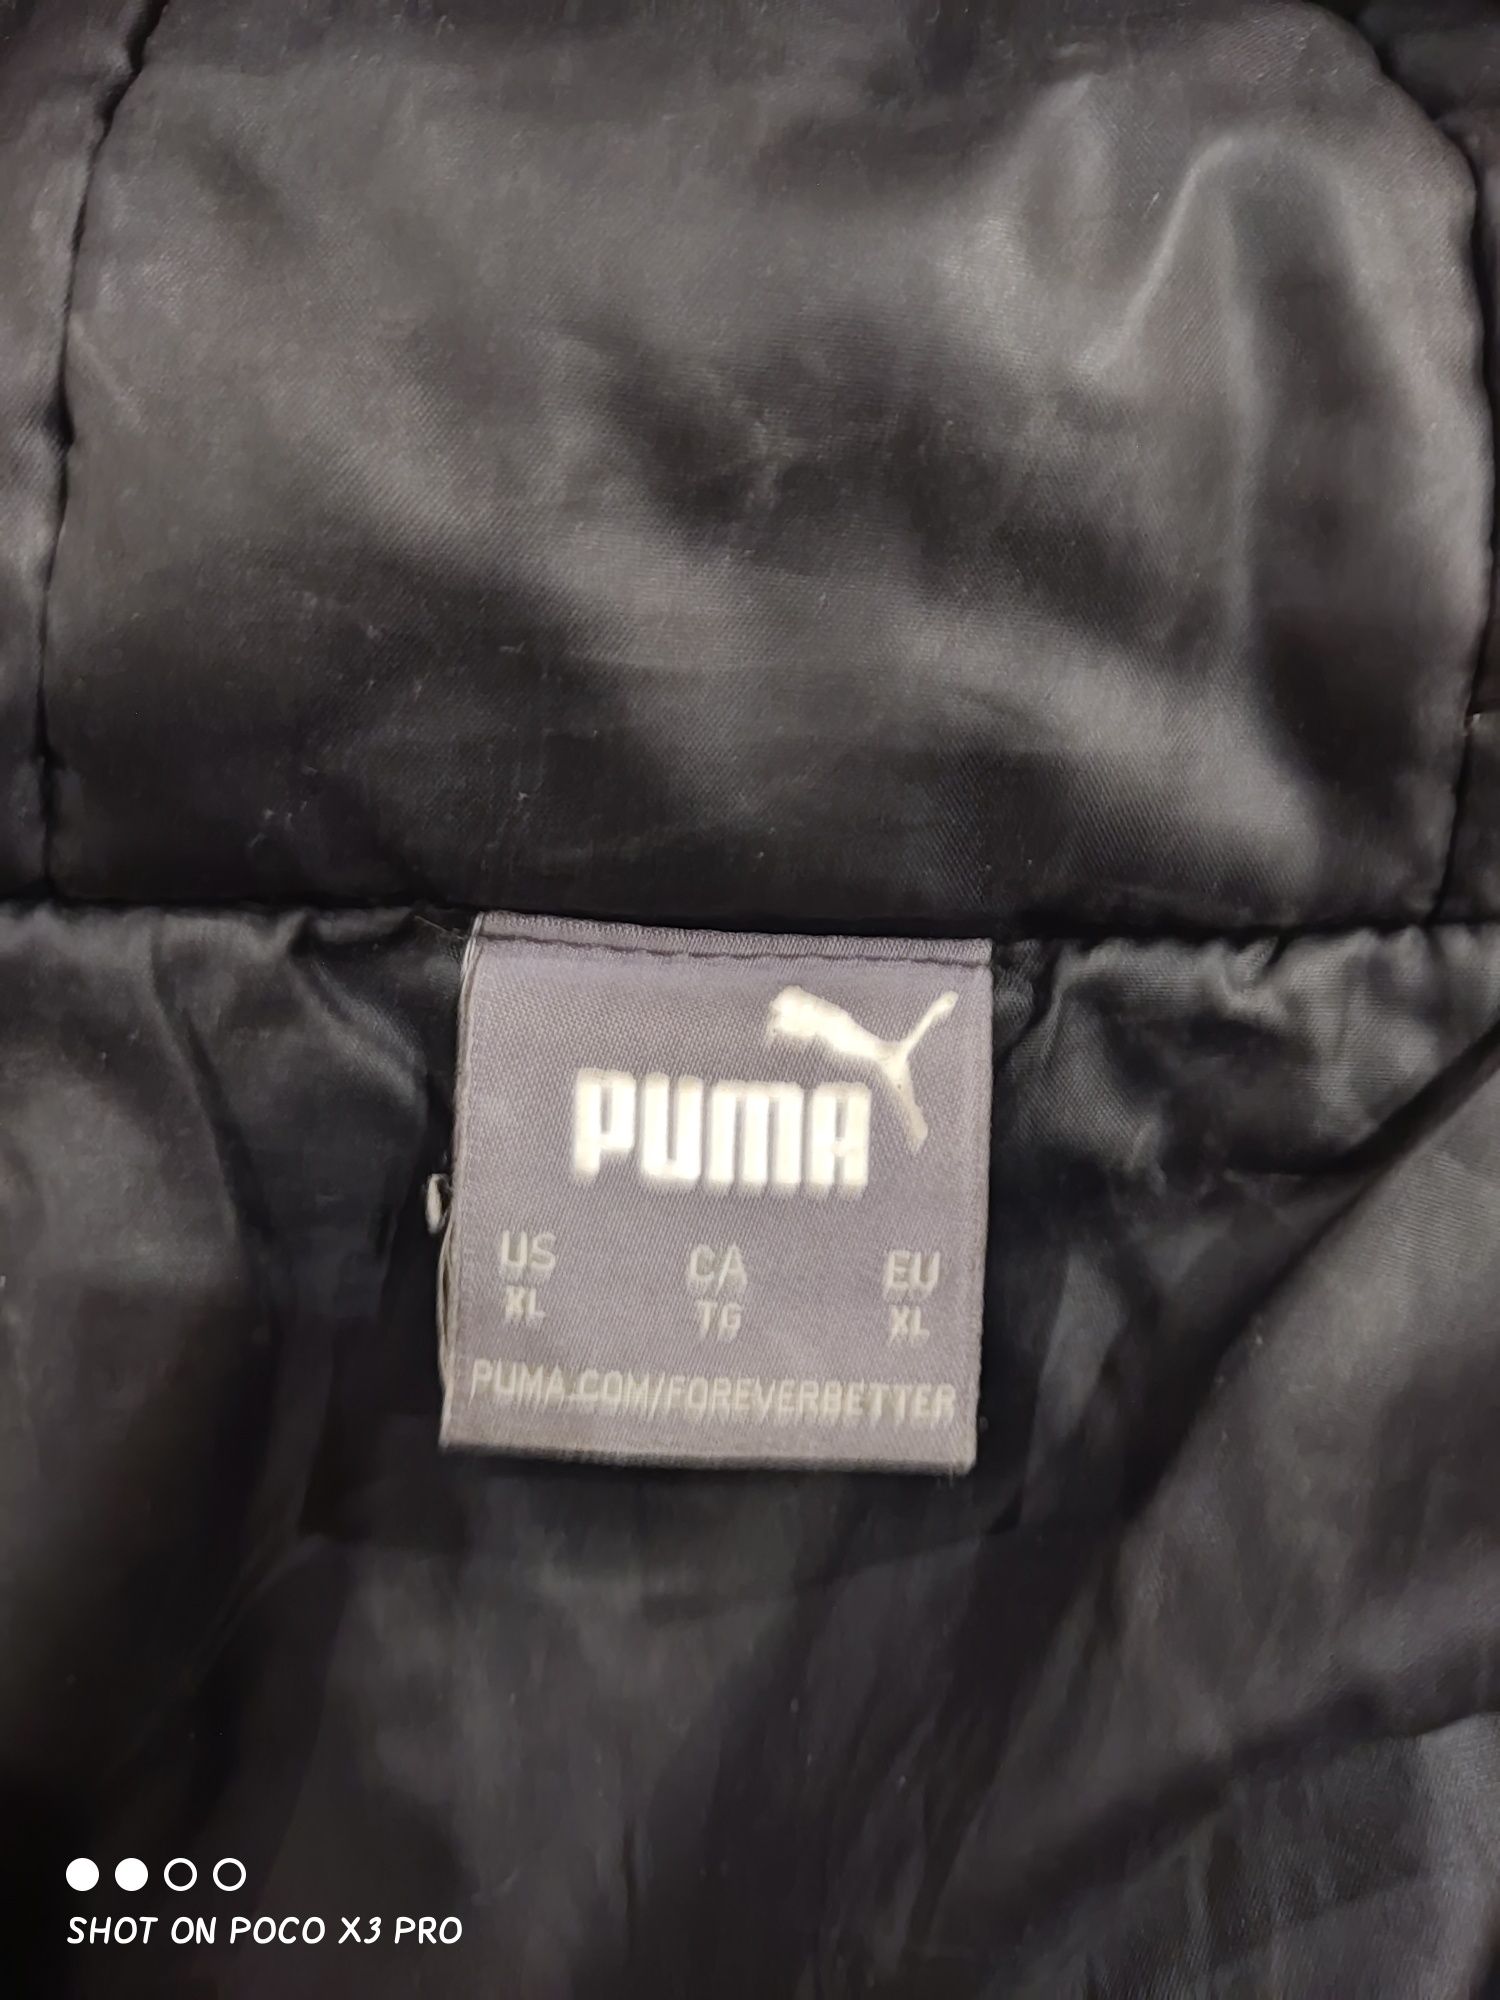 PUMA
US CA EU
XL TG XL
PUMA.COM/FOREVERBETTER
SHOT ON POCO X3 PRO